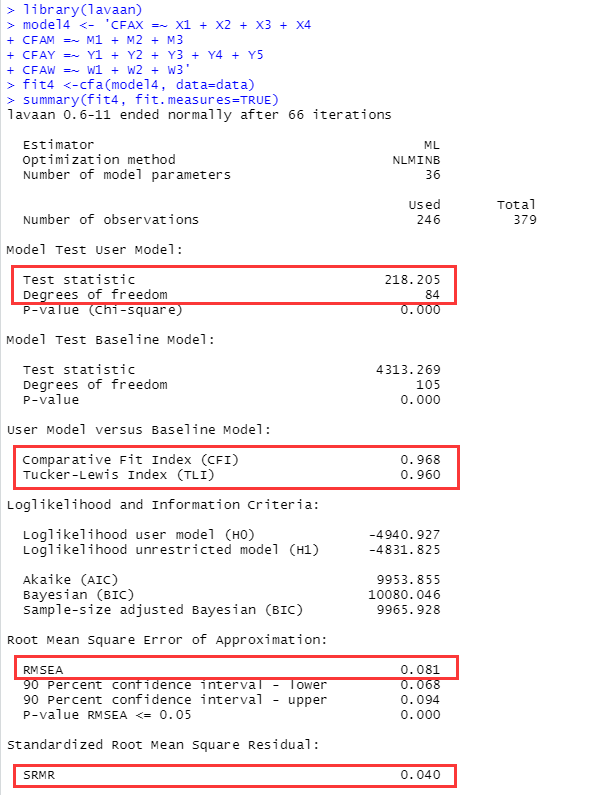 > library(lavaan)
> model4 <- 'CFAX =~ X1 + X2 + X3 + X4
+ CFAM =~ M1 + M2 + M3
+ CFAY =~ Y1 + Y2 + Y3 + Y4 + Y5
+ CFAW =~ W1 + W2 + W3'
> fit4 <-cfa(model4, data=data)
> summary(fit4, fit.measures=TRUE)
lavaan 0.6-11 ended normally after 66 iterations
Estimator ML
Optimization method NLMINB
Number of model parameters 36
Used Total
Number of observations 246 379
Model Test User Model:
Test statistic 218.205
Degrees of freedom 84
P-value (Chi-square) 0.000
Model Test Baseline Model:
Test statistic 4313.269
Degrees of freedom 105
P-value 0.000
User Model versus Baseline Model:
Comparative Fit Index (CFI) 0.968
Tucker-Lewis Index (TLI) 0.960
Loglikelihood and Information Criteria:
Loglikelihood user model (H0) -4940.927
Loglikelihood unrestricted model (H1) -4831.825
Akaike (AIC) 9953.855
Bayesian (BIC) 10080.046
Sample-size adjusted Bayesian (BIC) 9965.928
Root Mean Square Error of Approximation:
RMSEA 0.081
90 Percent confidence interval - lower 0.068
90 Percent confidence interval - upper 0.094
P-value RMSEA <= 0.05 0.000
Standardized Root Mean Square Residual:
SRMR 0.040